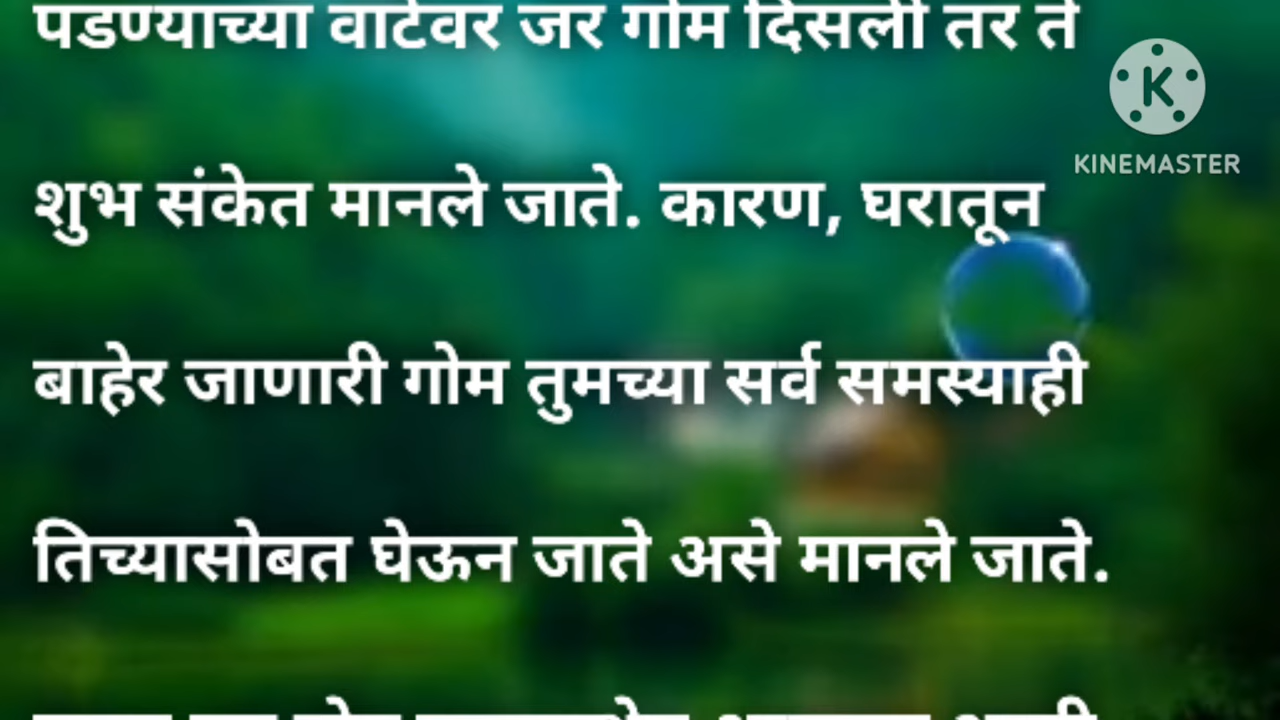 पडण्याच्या वाटेवर जर गोम दिसली तर ते
शुभ संकेत मानले जाते. कारण, घरातून
बाहेर जाणारी गोम तुमच्या सर्व समस्याही
तिच्यासोबत घेऊन जाते असे मानले जाते.
KINEMASTER